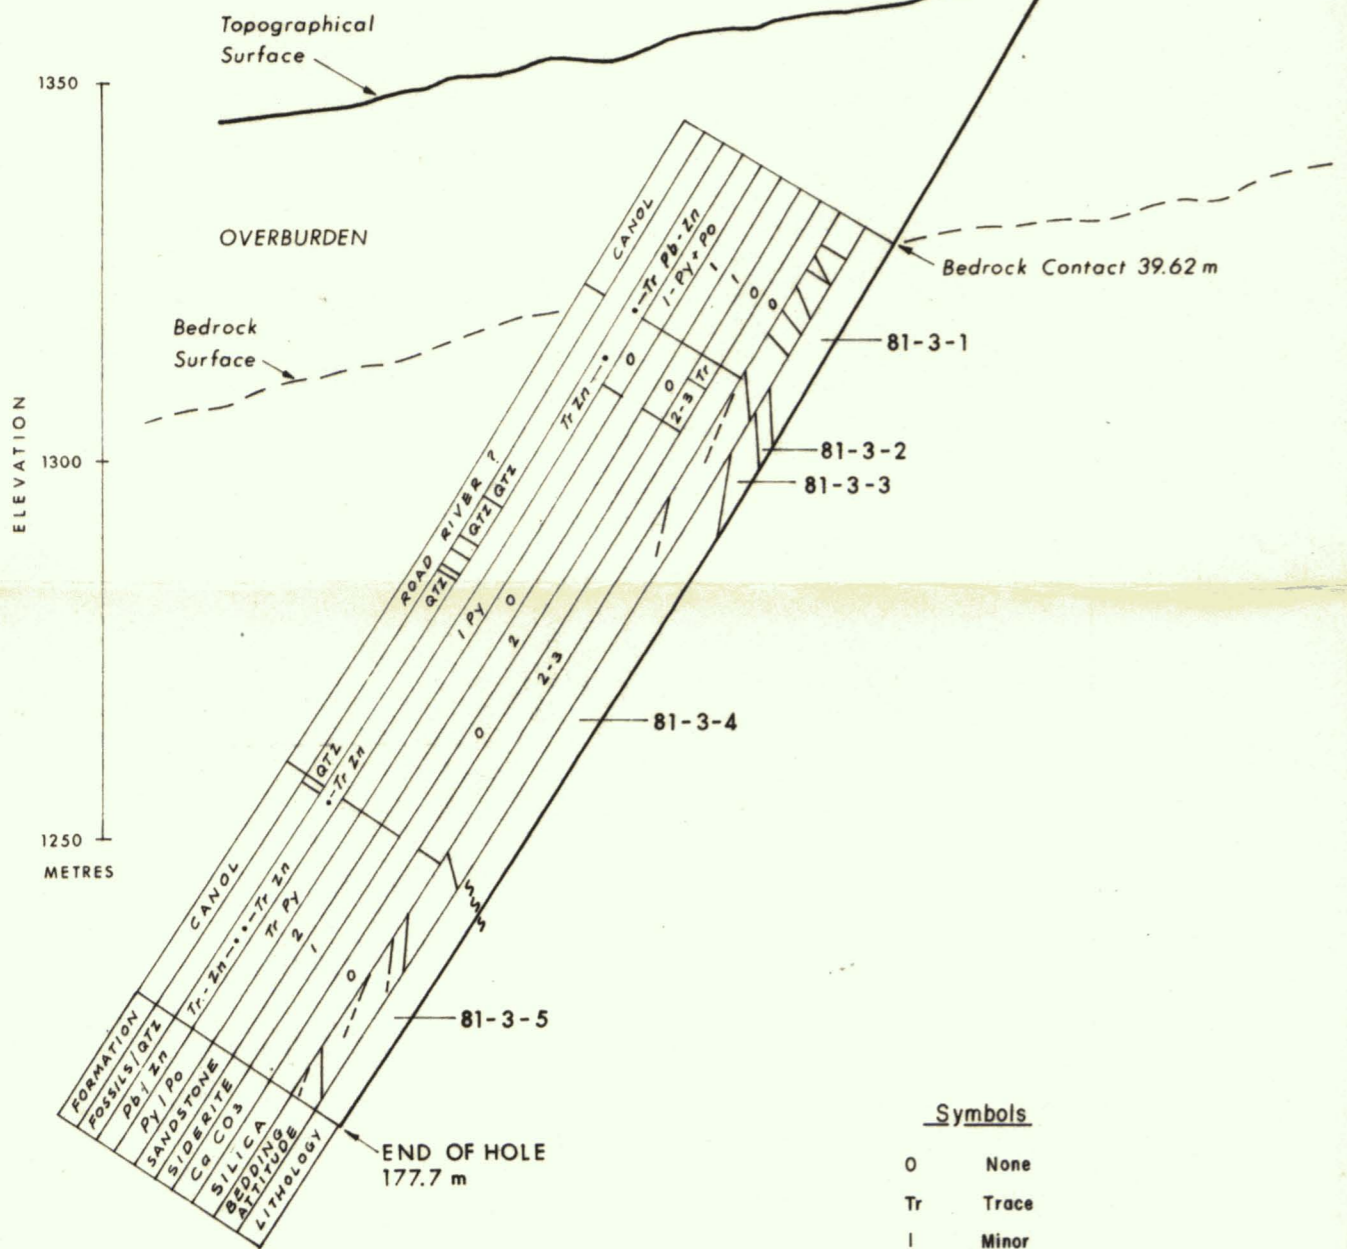 Topographical
Surface
1350
CANOL
OVERBURDEN
•—Tr Pb-Zn
1-Py+Po
1
1
0
0
Bedrock Contact 39.62 m
Bedrock
Surface
81-3-1
Tr Zn—•
0
0
2-3
Tr
ELEVATION
1300
81-3-2
81-3-3
ROAD RIVER ?
QTZ
QTZ
QTZ
1 Py
0
2
2-3
0
81-3-4
QTZ
•—Tr Zn
1250
METRES
CANOL
Tr.-Zn—• •—Tr Zn
Tr Py
2
1
0
81-3-5
FORMATION
FOSSILS/QTZ
Pb/Zn
Py/Po
SANDSTONE
SIDERITE
Ca CO3
SILICA
BEDDING
ATTITUDE
LITHOLOGY
END OF HOLE
177.7 m
Symbols
O None
Tr Trace
1 Minor